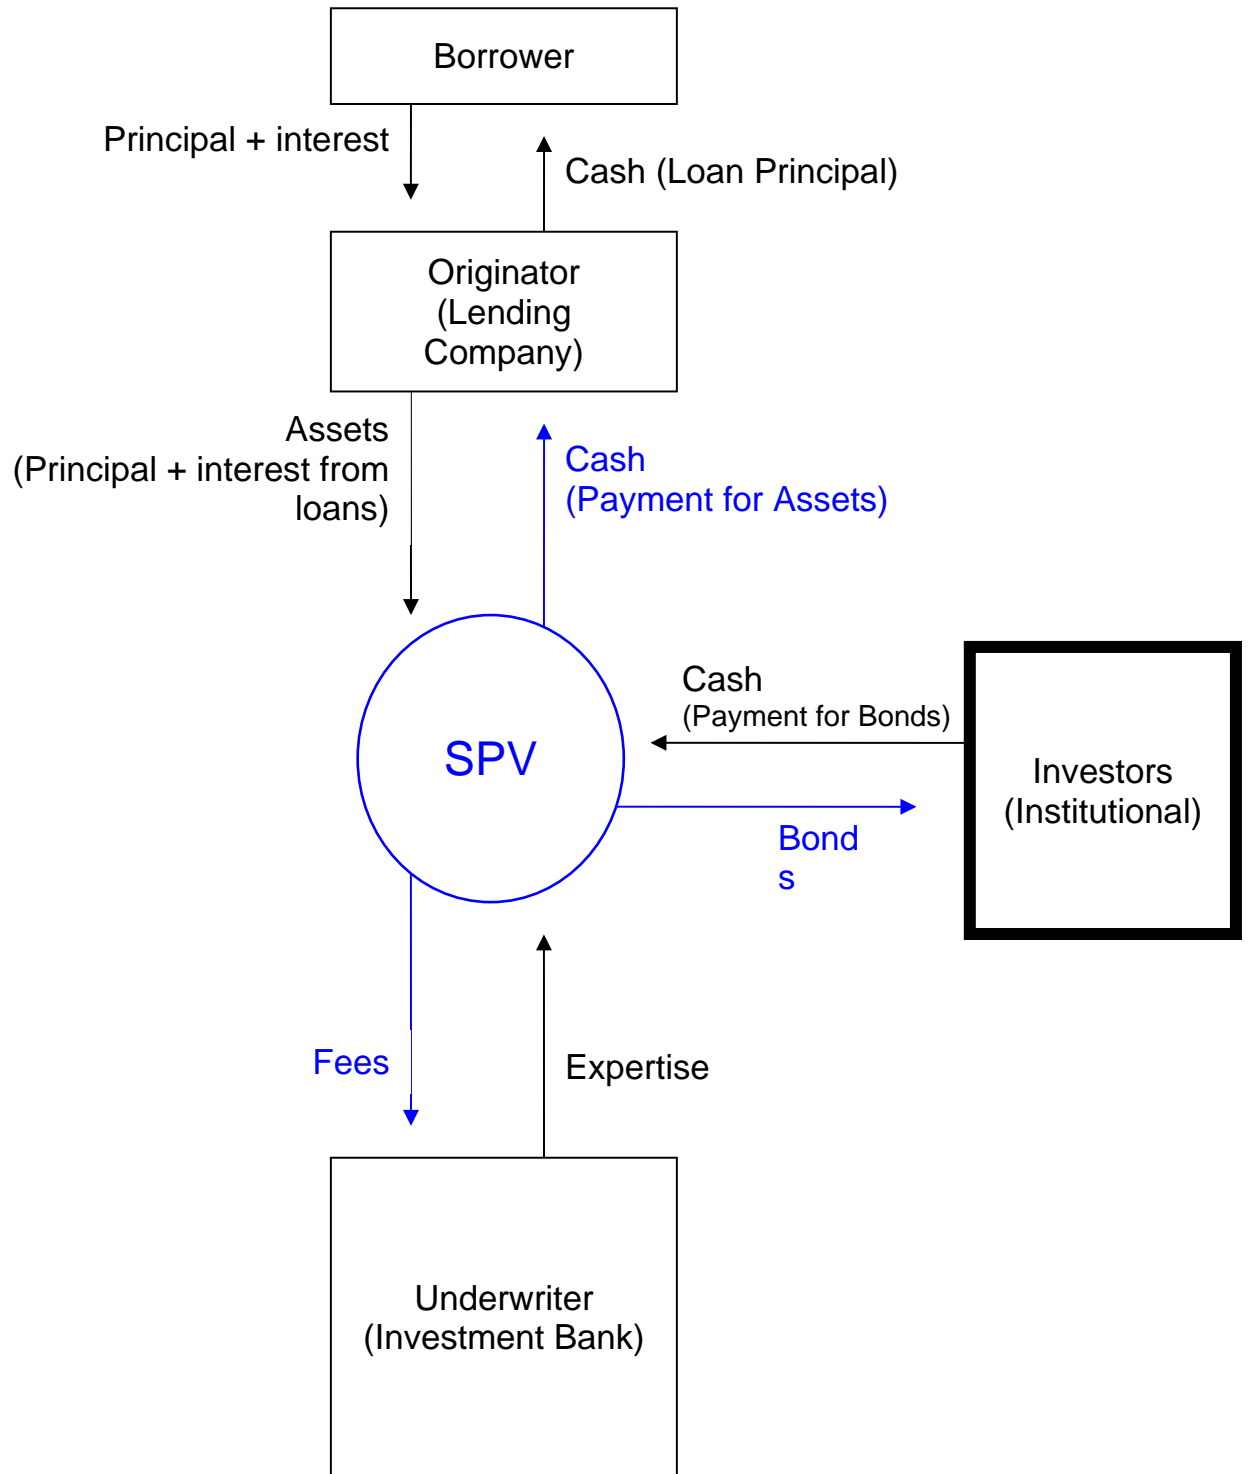 Borrower
Principal + interest
Cash (Loan Principal)
Originator
(Lending
Company)
Assets
(Principal + interest from
loans)
Cash
(Payment for Assets)
Cash
(Payment for Bonds)
SPV
Investors
(Institutional)
Bond
s
Fees
Expertise
Underwriter
(Investment Bank)